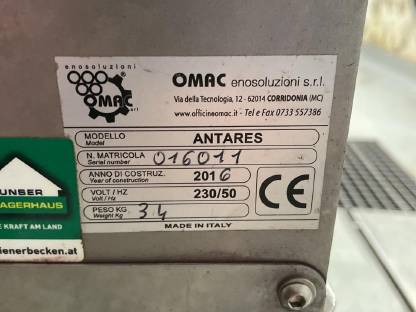 enosoluzioni
OMAC
srl
OMAC enosoluzioni s.r.l.
Via della Tecnologia, 12 - 62014 CORRIDONIA (MC)
www.officineomac.it - Tel e Fax 0733 557386
MODELLO
Model
ANTARES
N. MATRICOLA
Serial number
016011
ANNO DI COSTRUZ.
Year of construction
2016
VOLT / HZ
Volt / Hz
230/50
PESO KG
Weight Kg
34
CE
MADE IN ITALY
UNSER
LAGERHAUS
E KRAFT AM LAND
ienerbecken.at